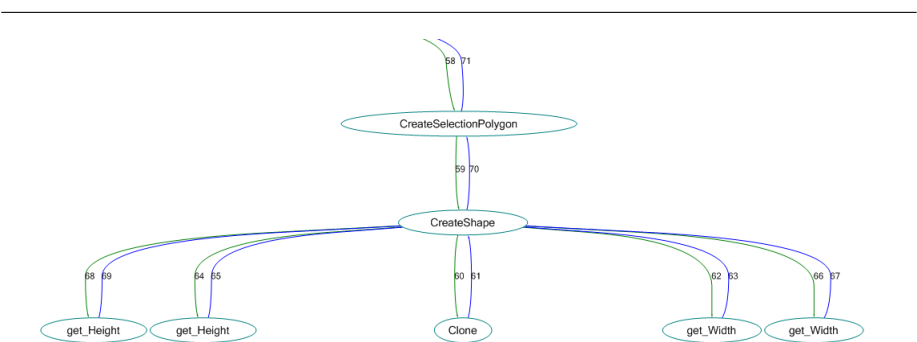 58 71
CreateSelectionPolygon
59 70
CreateShape
68 69 64 65 60 61 62 63 66 67
get_Height get_Height Clone get_Width get_Width